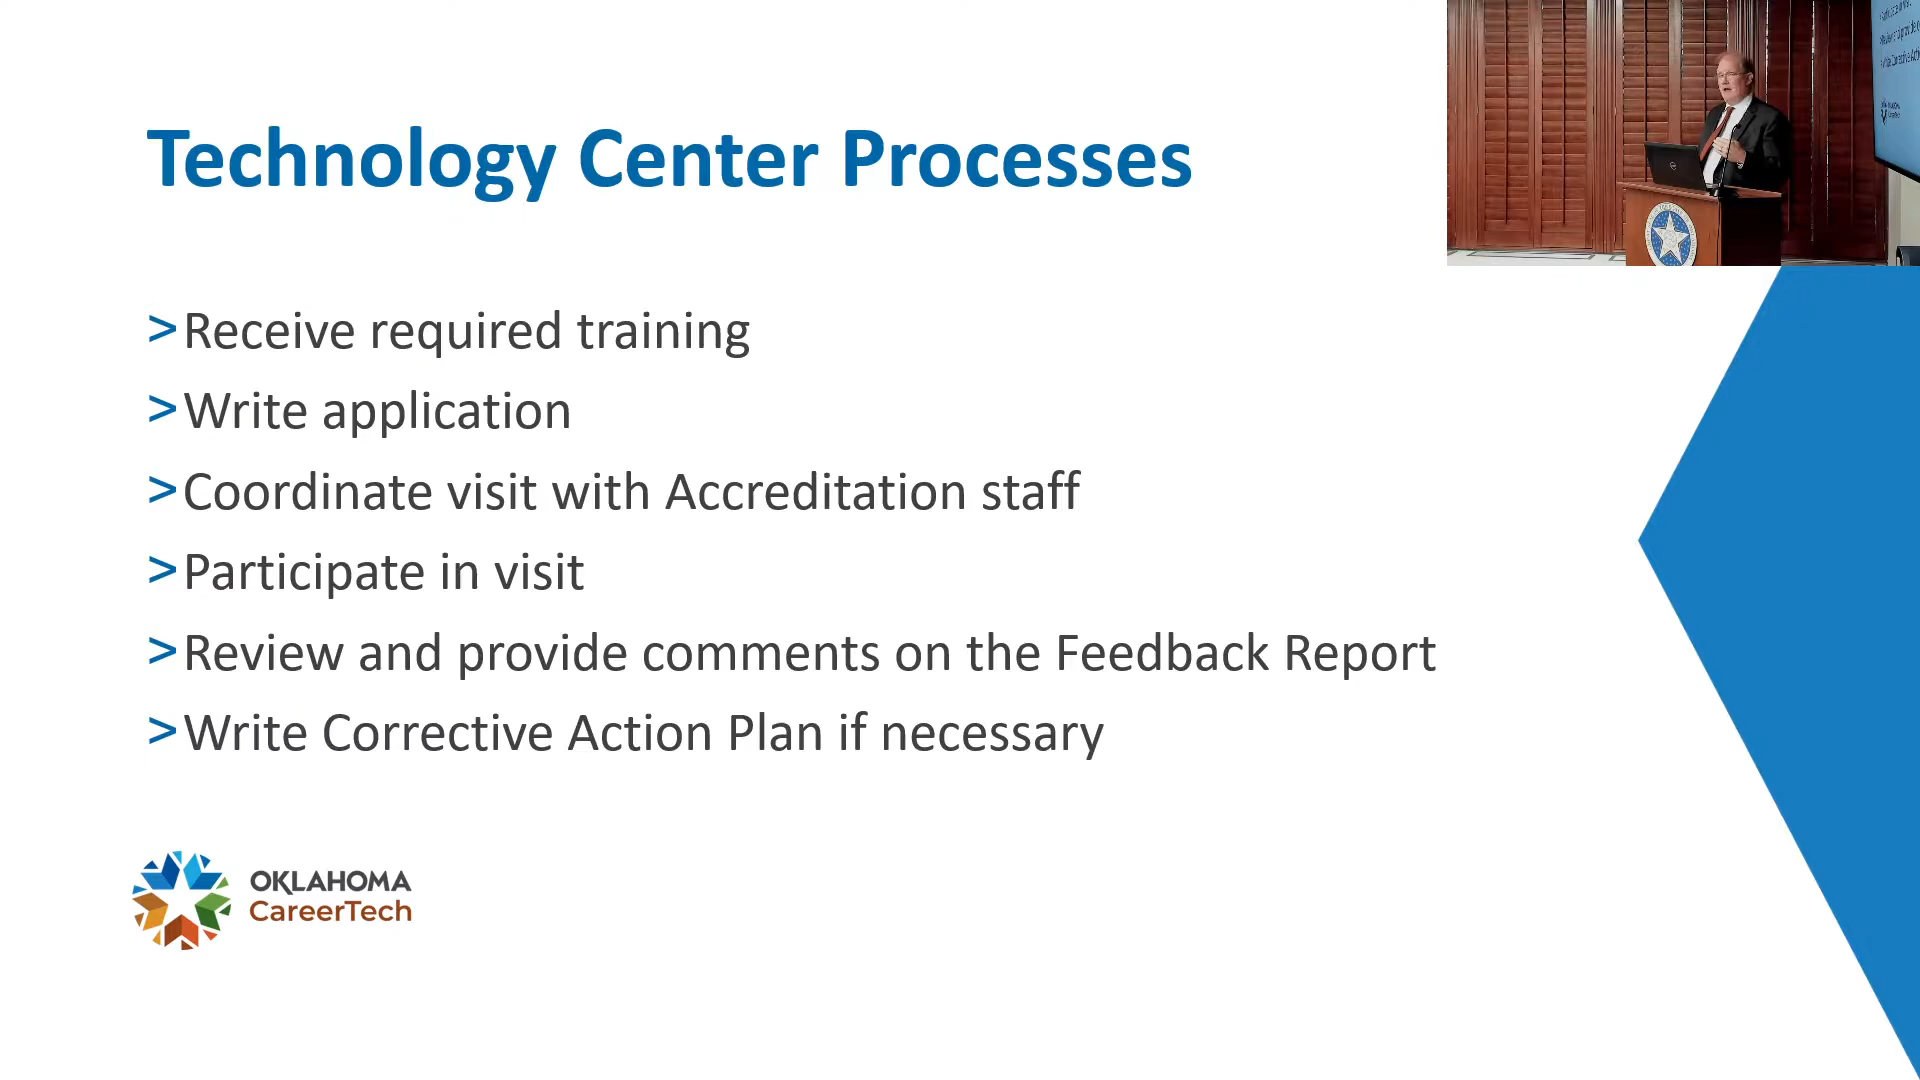 Technology Center Processes
>Receive required training
>Write application
>Coordinate visit with Accreditation staff
>Participate in visit
>Review and provide comments on the Feedback Report
>Write Corrective Action Plan if necessary
OKLAHOMA
CareerTech